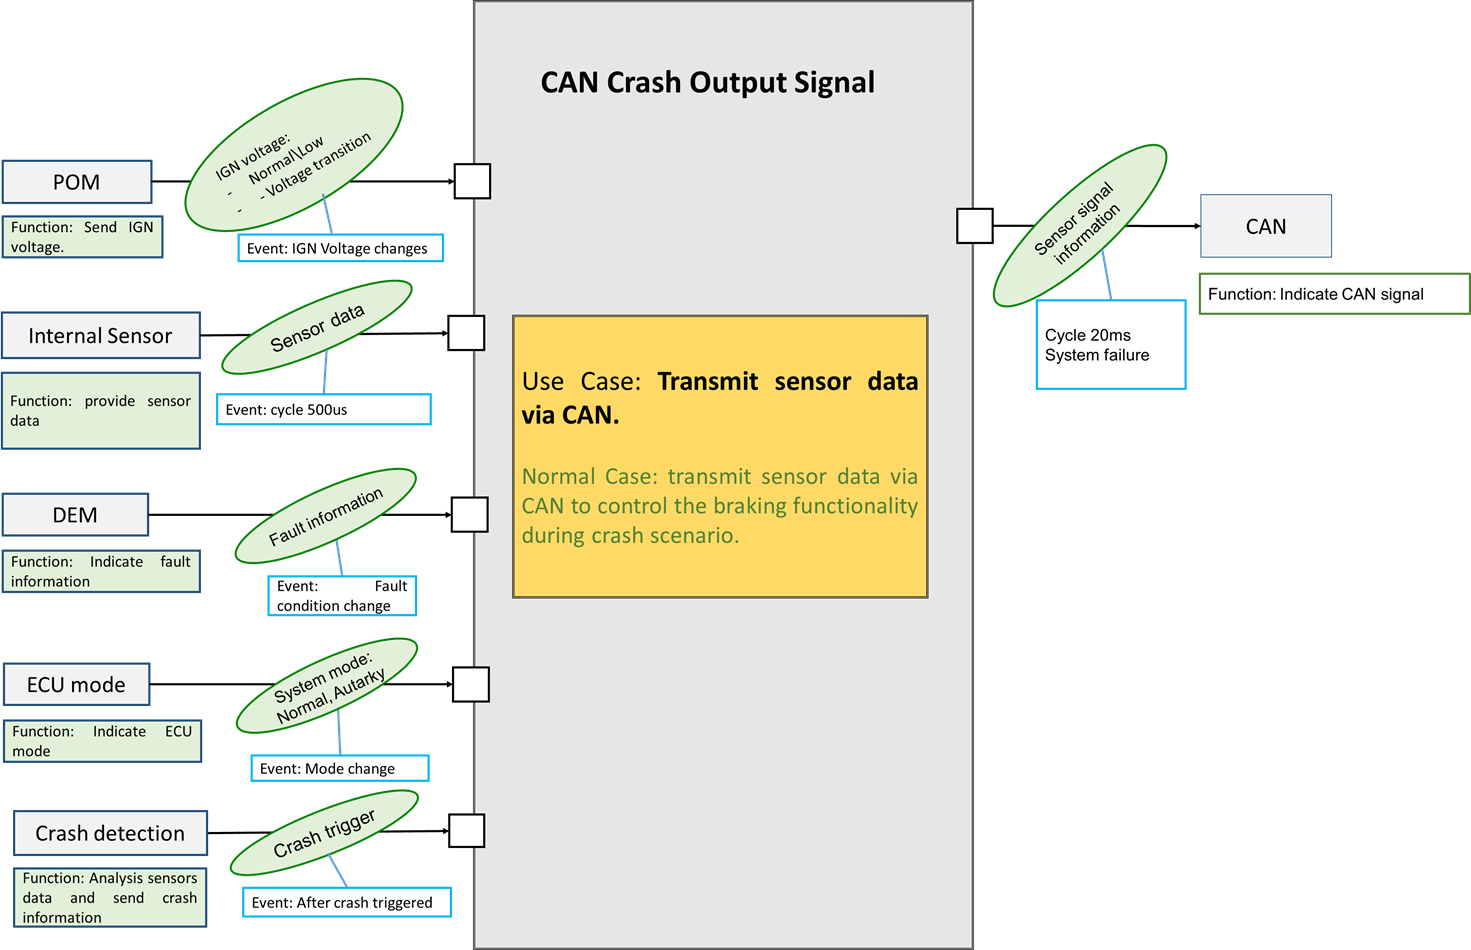 CAN Crash Output Signal
POM
Function: Send IGN
voltage.
IGN voltage:
- Normal\Low
- - Voltage transition
Event: IGN Voltage changes
Internal Sensor
Function: provide sensor
data
Sensor data
Event: cycle 500us
DEM
Function: Indicate fault
information
Fault information
Event: Fault
condition change
ECU mode
Function: Indicate ECU
mode
System mode:
Normal, Autarky
Event: Mode change
Crash detection
Function: Analysis sensors
data and send crash
information
Crash trigger
Event: After crash triggered
Use Case: Transmit sensor data
via CAN.
Normal Case: transmit sensor data via
CAN to control the braking functionality
during crash scenario.
Sensor signal
information
Cycle 20ms
System failure
CAN
Function: Indicate CAN signal